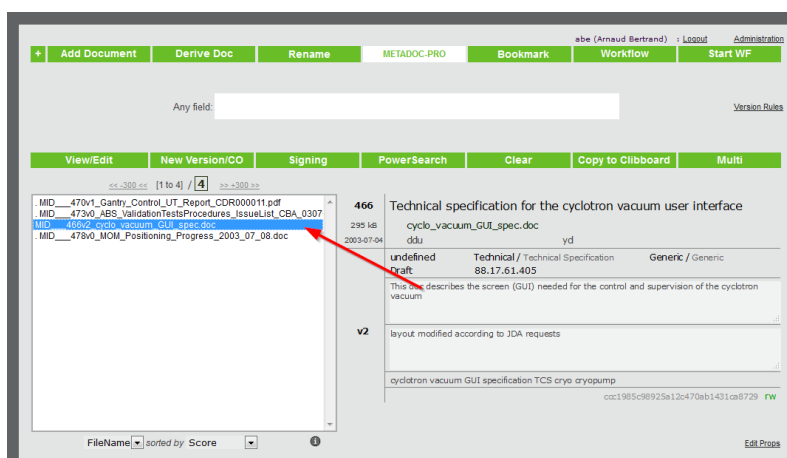 abe (Arnaud Bertrand) : Logout Administration
+ Add Document Derive Doc Rename METADOC-PRO Bookmark Workflow Start WF
Any field: Version Rules
View/Edit New Version/CO Signing PowerSearch Clear Copy to Clibboard Multi
<< -300 << [1 to 4] / 4 >> +300 >>
. MID___470v1_Gantry_Control_UT_Report_CDR000011.pdf
. MID___473v0_ABS_ValidationTestsProcedures_IssueList_CBA_0307
MID___466v2_cyclo_vacuum_GUI_spec.doc
. MID___478v0_MOM_Positioning_Progress_2003_07_08.doc
466 Technical specification for the cyclotron vacuum user interface
295 kB cyclo_vacuum_GUI_spec.doc
2003-07-04 ddu yd
undefined Technical / Technical Specification Generic / Generic
Draft 88.17.61.405
This doc describes the screen (GUI) needed for the control and supervision of the cyclotron
vacuum
v2 layout modified according to JDA requests
cyclotron vacuum GUI specification TCS cryo cryopump
ccc1985c98925a12c470ab1431ca8729 rw
FileName sorted by Score
Edit Props